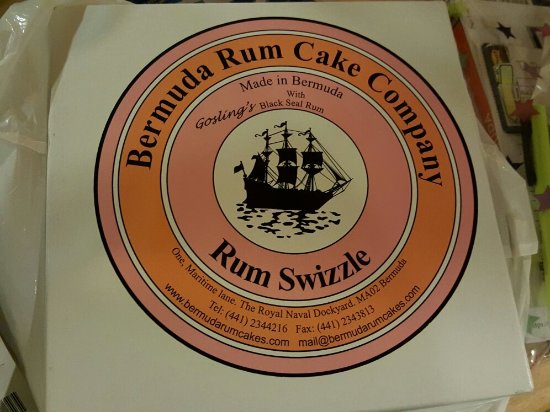 Bermuda Rum Cake Company
Made in Bermuda
With
Gosling's Black Seal Rum
Rum Swizzle
One, Maritime lane. The Royal Naval Dockyard. MA02 Bermuda
Tel: (441) 2344216 Fax: (441) 2343813
www.bermudarumcakes.com mail@bermudarumcakes.com